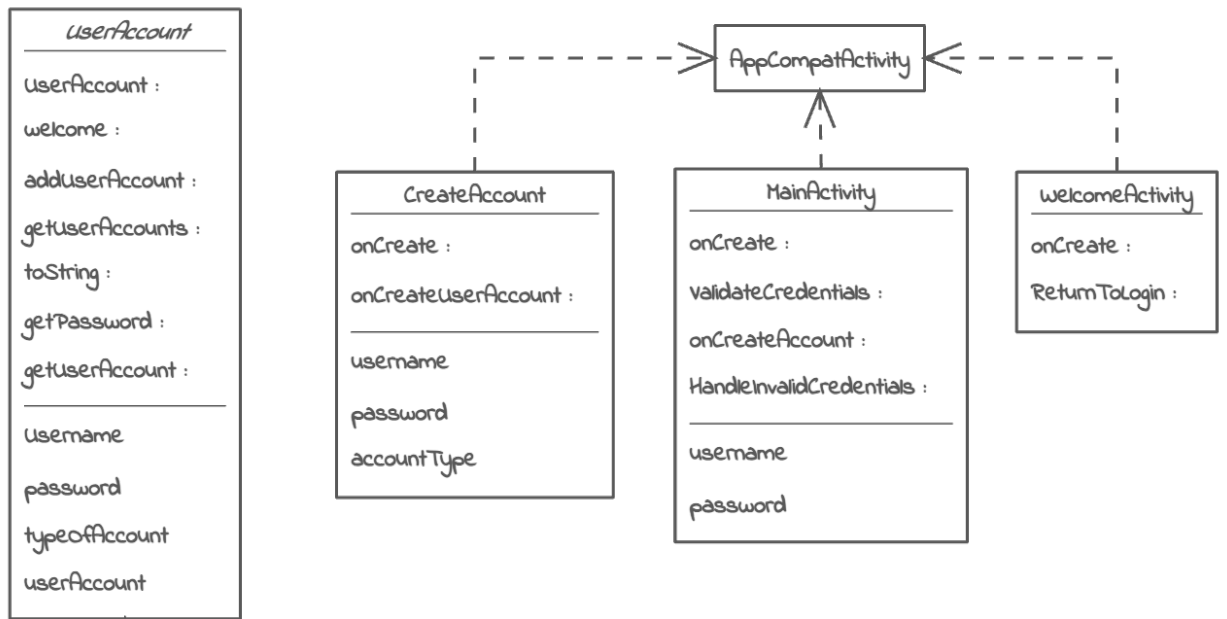 UserAccount
UserAccount :
welcome :
addUserAccount :
getUserAccounts :
toString :
getPassword :
getUserAccount :
Username
password
typeOfAccount
userAccount
AppCompatActivity
CreateAccount
onCreate :
onCreateUserAccount :
username
password
accountType
MainActivity
onCreate :
validateCredentials :
onCreateAccount :
HandleInvalidCredentials :
username
password
WelcomeActivity
onCreate :
ReturnToLogin :